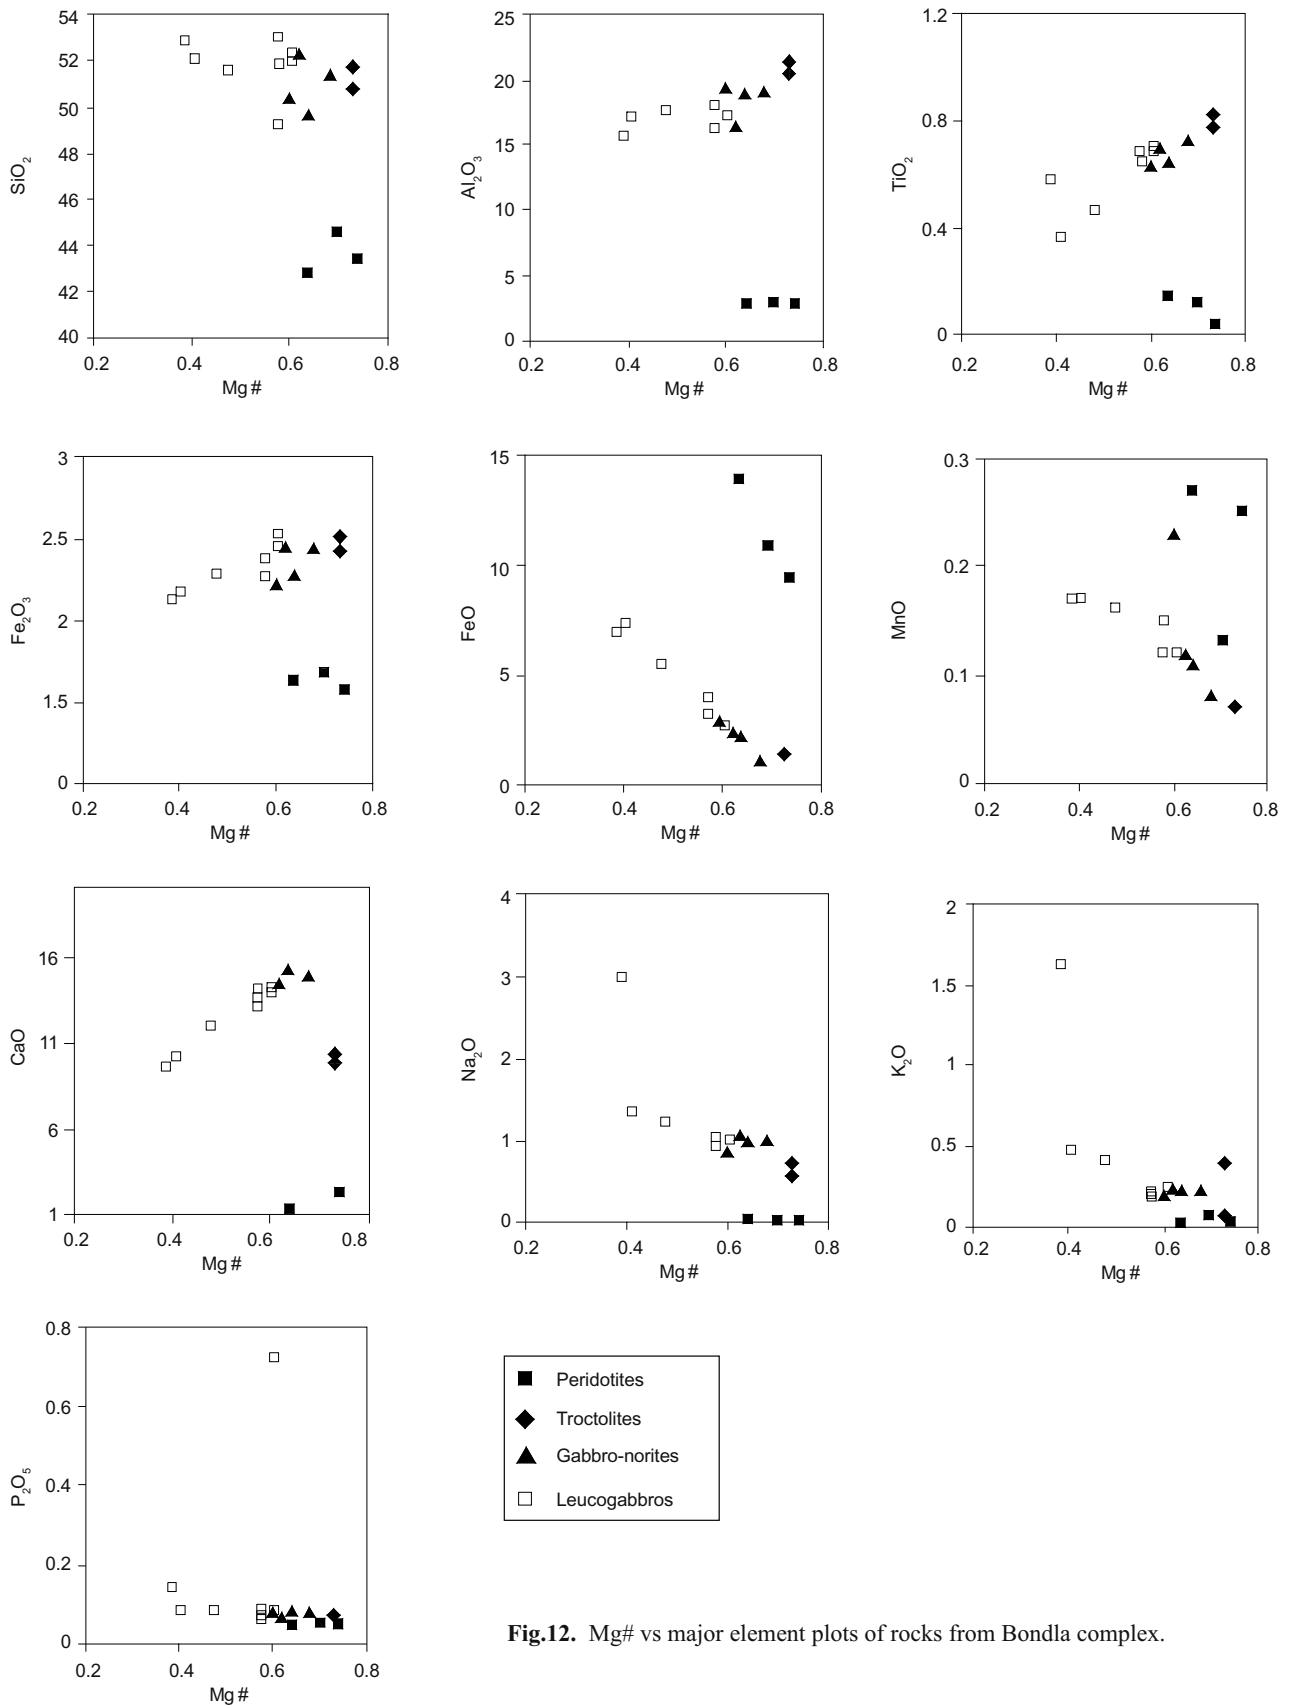 54
52
50
48
46
44
42
40
SiO₂
0.2 0.4 0.6 0.8
Mg #
25
20
15
10
5
0
Al₂O₃
0.2 0.4 0.6 0.8
Mg #
1.2
0.8
0.4
0
TiO₂
0.2 0.4 0.6 0.8
Mg #
3
2.5
2
1.5
0
Fe₂O₃
0.2 0.4 0.6 0.8
Mg #
15
10
5
0
FeO
0.2 0.4 0.6 0.8
Mg #
0.3
0.2
0.1
0
MnO
0.2 0.4 0.6 0.8
Mg #
16
11
6
1
CaO
0.2 0.4 0.6 0.8
Mg #
4
3
2
1
0
Na₂O
0.2 0.4 0.6 0.8
Mg #
2
1.5
1
0.5
0
K₂O
0.2 0.4 0.6 0.8
Mg #
0.8
0.6
0.4
0.2
0
P₂O₅
0.2 0.4 0.6 0.8
Mg #
Peridotites
Troctolites
Gabbro-norites
Leucogabbros
Fig.12. Mg# vs major element plots of rocks from Bondla complex.